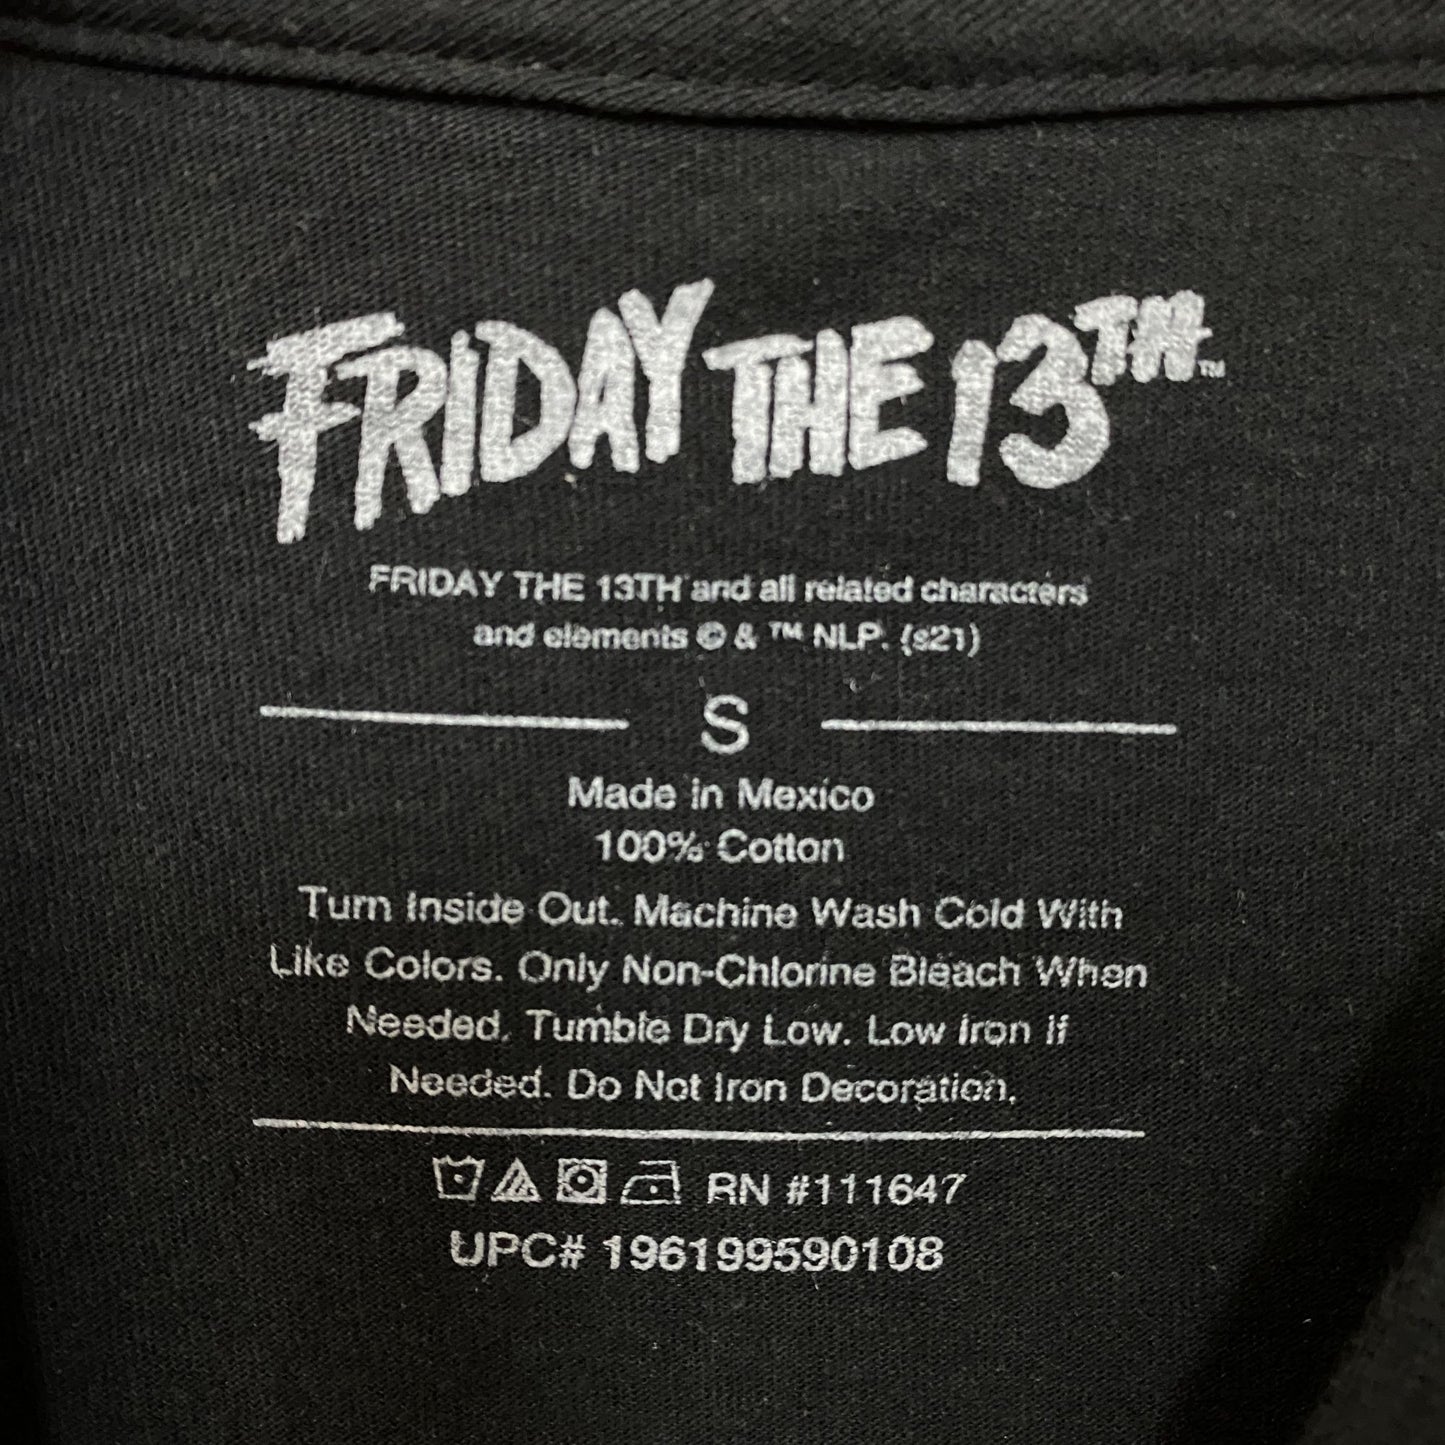 FRIDAY THE 13TH™
FRIDAY THE 13TH and all related characters
and elements © & ™ NLP. (s21)
S
Made in Mexico
100% Cotton
Turn Inside Out. Machine Wash Cold With
Like Colors. Only Non-Chlorine Bleach When
Needed. Tumble Dry Low. Low Iron If
Needed. Do Not Iron Decoration.
RN #111647
UPC# 196199590108